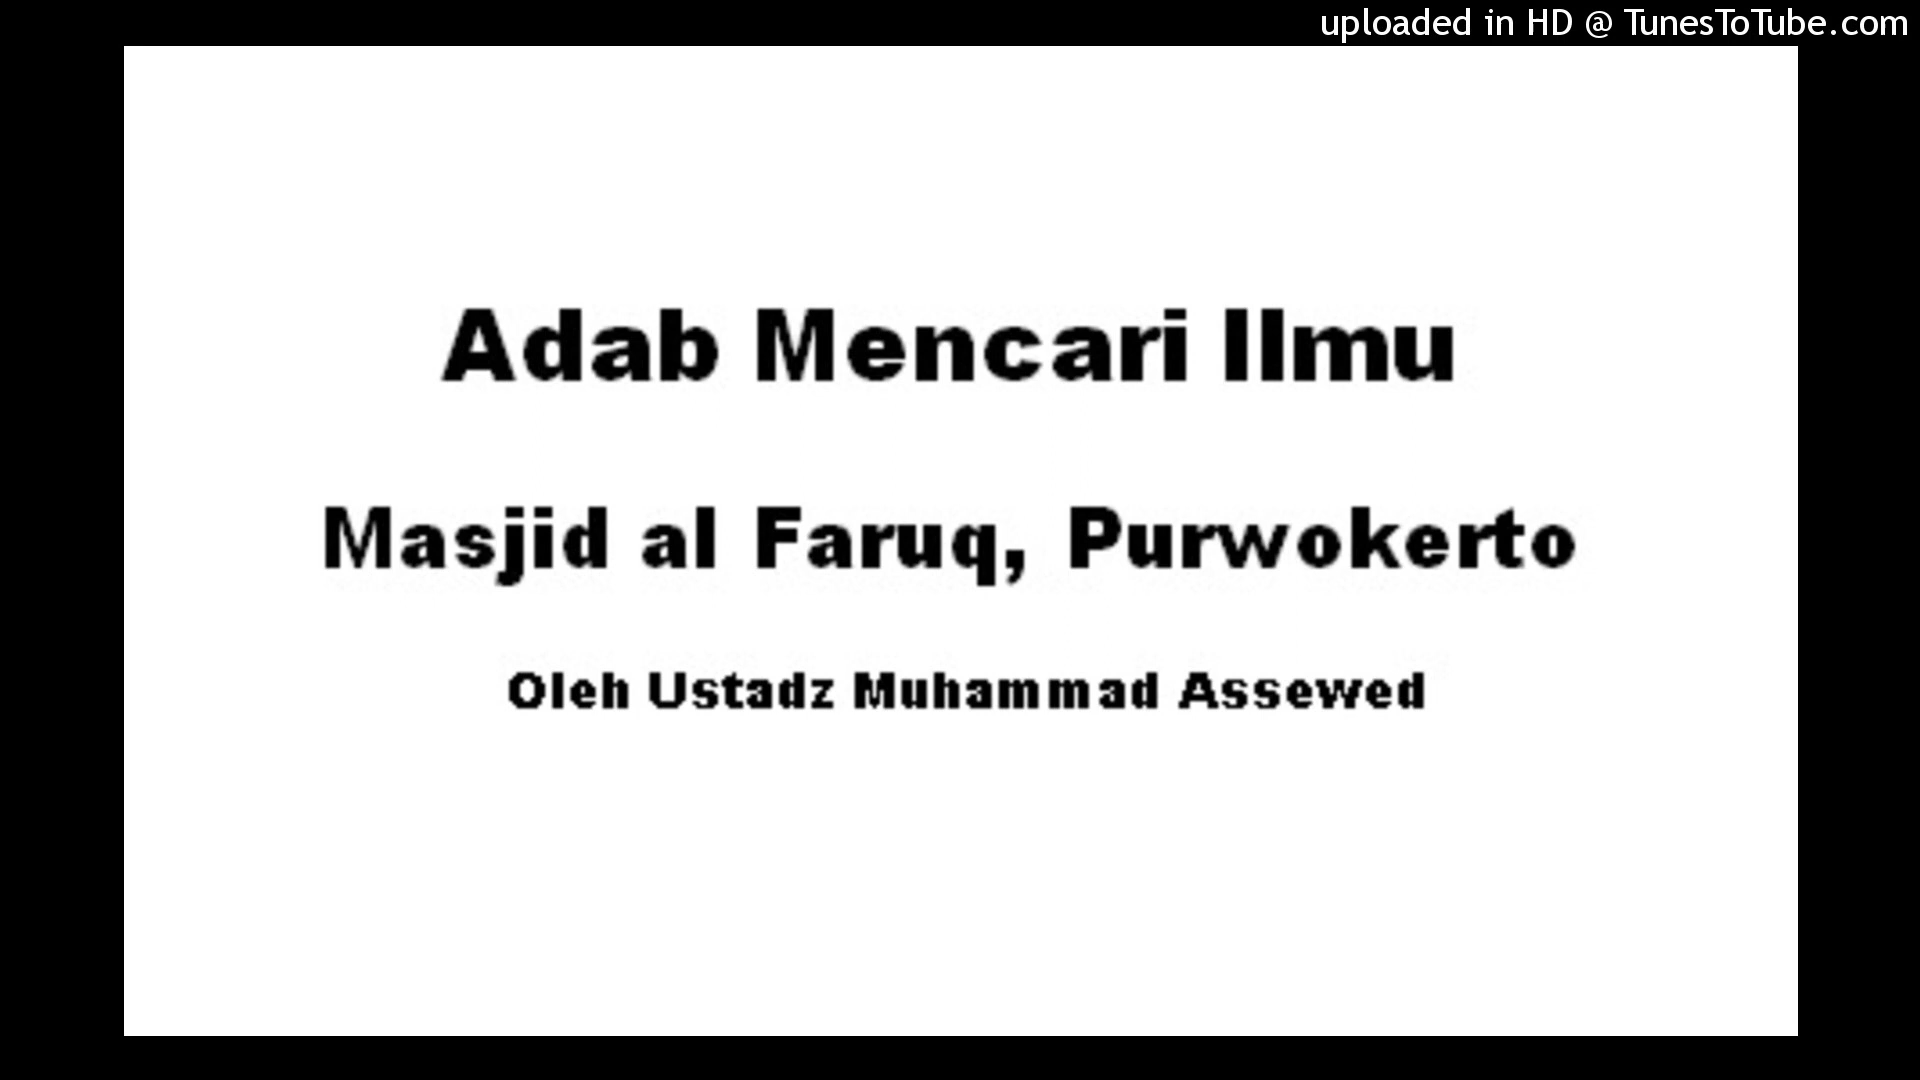 uploaded in HD @ TunesToTube.com
Adab Mencari Ilmu
Masjid al Faruq, Purwokerto
Oleh Ustadz Muhammad Assewed